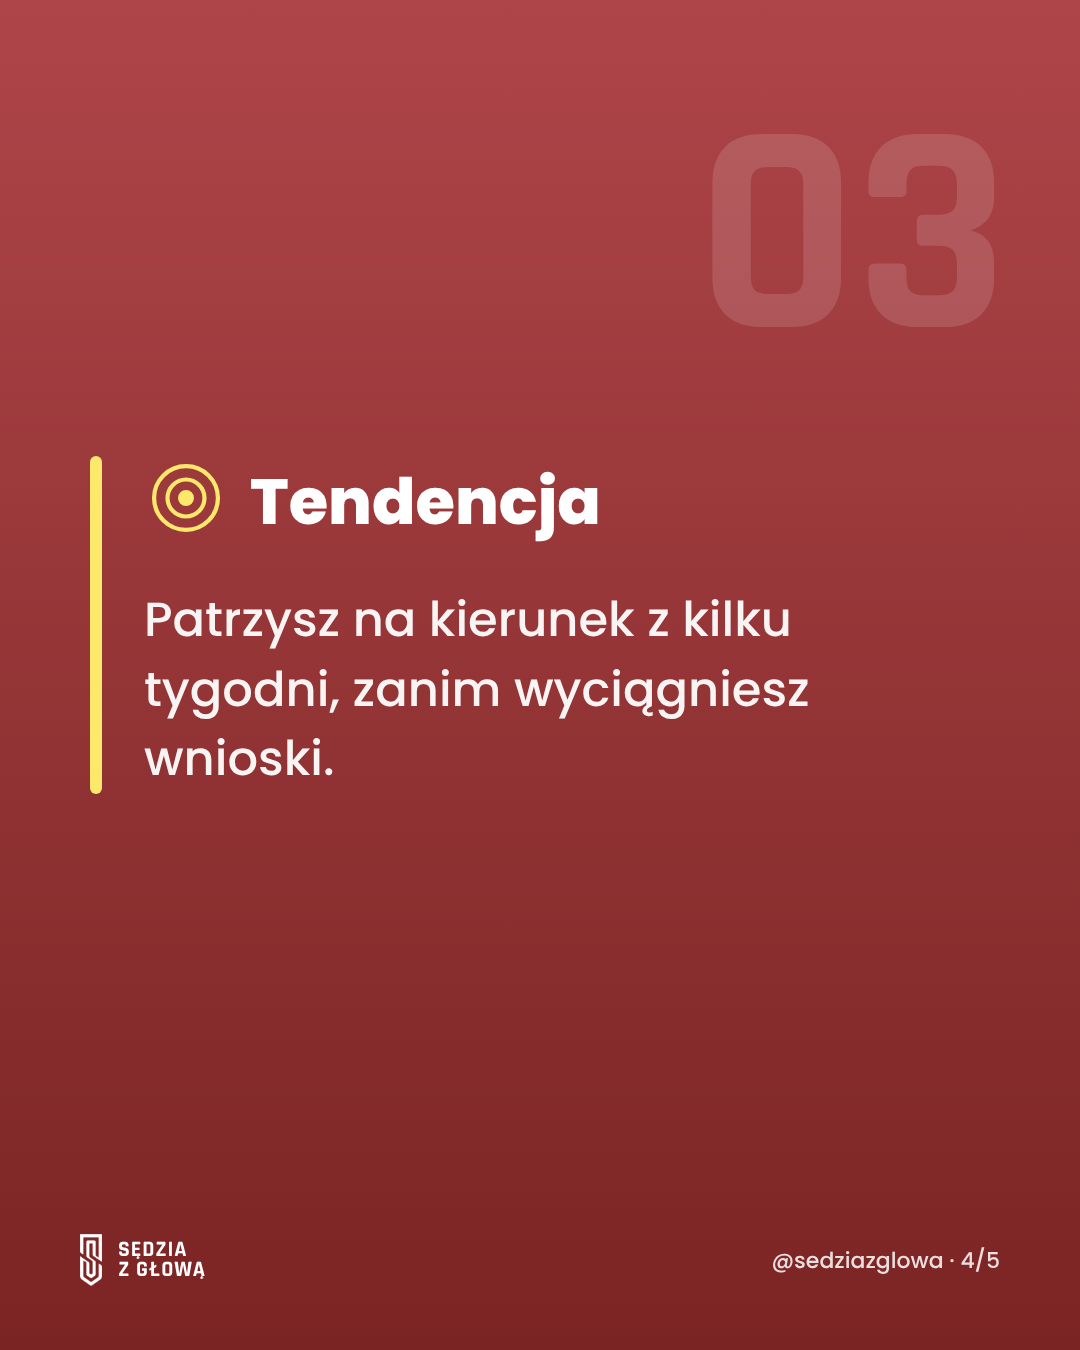 03
Tendencja
Patrzysz na kierunek z kilku
tygodni, zanim wyciągniesz
wnioski.
SĘDZIA
Z GŁOWĄ
@sedziazglowa · 4/5